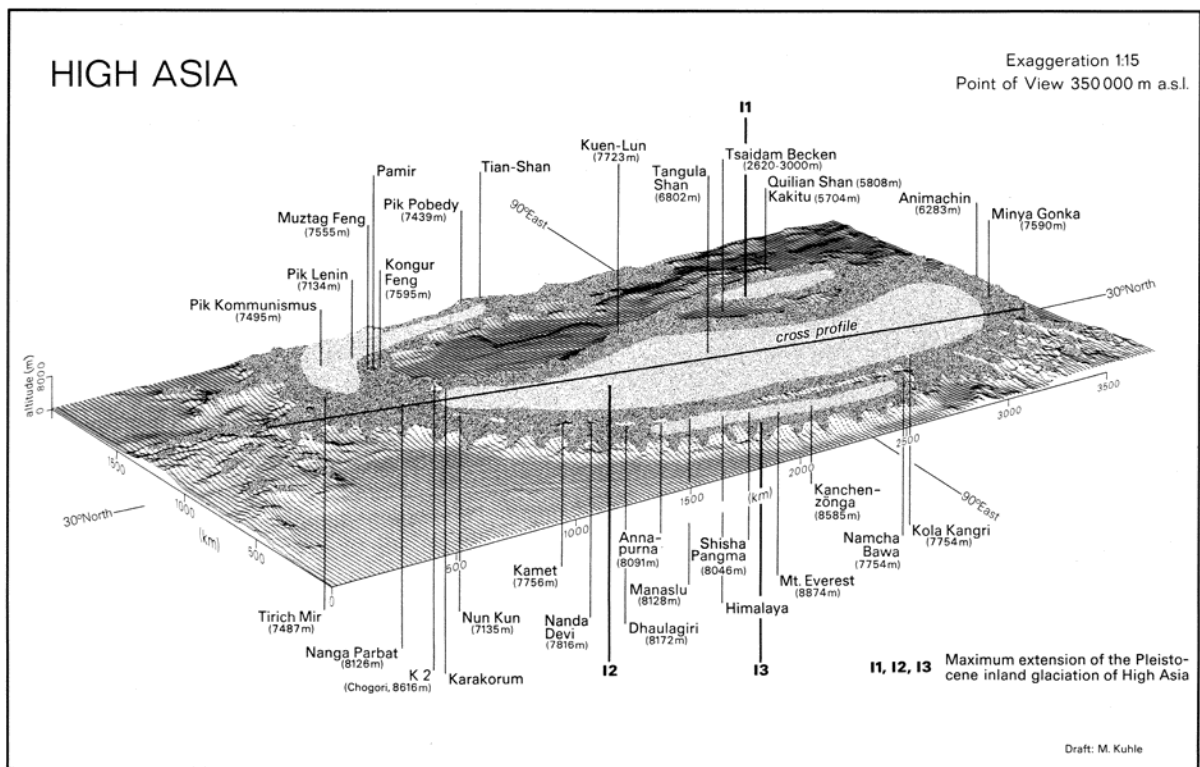 HIGH ASIA
Exaggeration 1:15
Point of View 350 000 m a.s.l.
I1
Kuen-Lun
(7723m)
Tangula
Shan
(6802m)
Tsaidam Becken
(2620-3000m)
Quilian Shan (5808m)
Kakitu (5704m)
Animachin
(6283m)
Minya Gonka
(7590m)
Pamir
Tian-Shan
Pik Pobedy
(7439m)
90°East
Muztag Feng
(7555m)
Kongur
Feng
(7595m)
Pik Lenin
(7134m)
Pik Kommunismus
(7495m)
30°North
cross profile
altitude (m)
8000
0
1500
1000
500
0
(km)
30°North
500
1000
1500
(km)
2000
2500
3000
3500
90°East
Tirich Mir
(7487m)
Nanga Parbat
(8126m)
K 2
(Chogori, 8616m)
Karakorum
Nun Kun
(7135m)
Kamet
(7756m)
Nanda
Devi
(7816m)
I2
Anna-
purna
(8091m)
Dhaulagiri
(8172m)
Manaslu
(8128m)
Shisha
Pangma
(8046m)
Himalaya
I3
Mt. Everest
(8874m)
Kanchen-
zönga
(8585m)
Namcha
Bawa
(7754m)
Kola Kangri
(7754m)
I1, I2, I3 Maximum extension of the Pleisto-
cene inland glaciation of High Asia
Draft: M. Kuhle